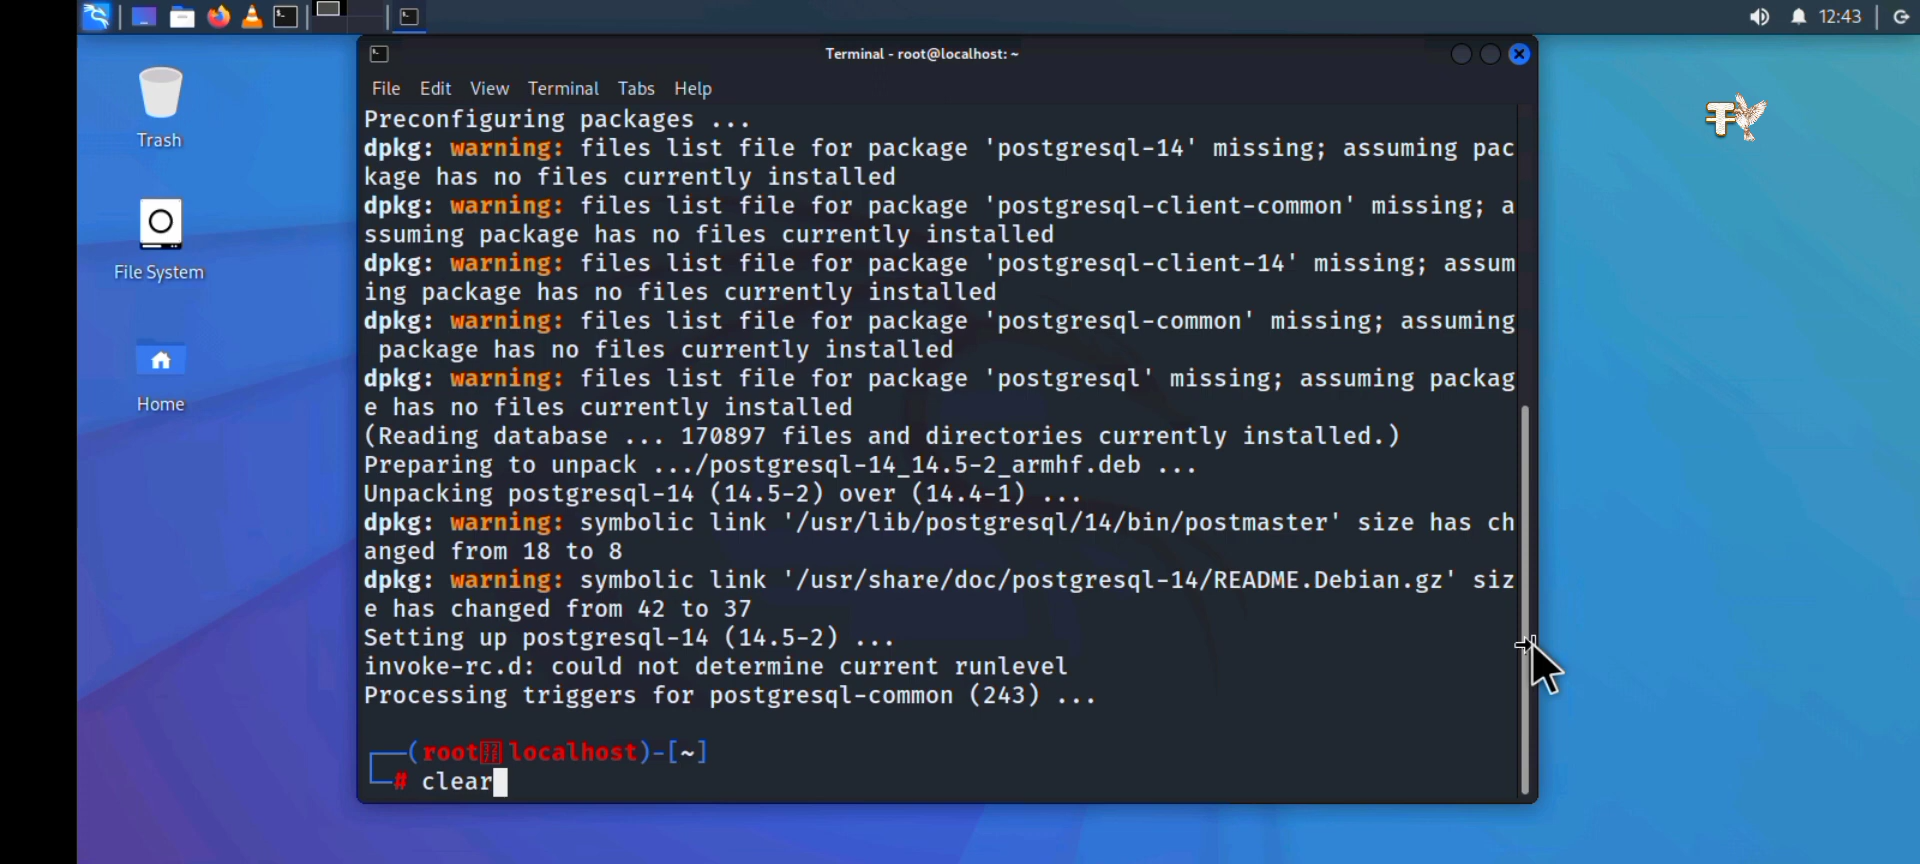 12:43
Terminal - root@localhost: ~
File Edit View Terminal Tabs Help
Trash
File System
Home
Preconfiguring packages ...
dpkg: warning: files list file for package 'postgresql-14' missing; assuming pac
kage has no files currently installed
dpkg: warning: files list file for package 'postgresql-client-common' missing; a
ssuming package has no files currently installed
dpkg: warning: files list file for package 'postgresql-client-14' missing; assum
ing package has no files currently installed
dpkg: warning: files list file for package 'postgresql-common' missing; assuming
 package has no files currently installed
dpkg: warning: files list file for package 'postgresql' missing; assuming packag
e has no files currently installed
(Reading database ... 170897 files and directories currently installed.)
Preparing to unpack .../postgresql-14_14.5-2_armhf.deb ...
Unpacking postgresql-14 (14.5-2) over (14.4-1) ...
dpkg: warning: symbolic link '/usr/lib/postgresql/14/bin/postmaster' size has ch
anged from 18 to 8
dpkg: warning: symbolic link '/usr/share/doc/postgresql-14/README.Debian.gz' siz
e has changed from 42 to 37
Setting up postgresql-14 (14.5-2) ...
invoke-rc.d: could not determine current runlevel
Processing triggers for postgresql-common (243) ...
┌──(root localhost)-[~]
└─# clear